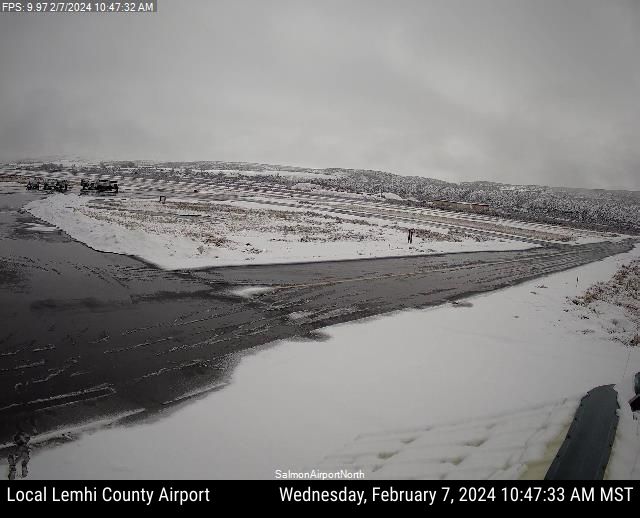 FPS: 9.97 2/7/2024 10:47:32 AM
SalmonAirportNorth
Local Lemhi County Airport Wednesday, February 7, 2024 10:47:33 AM MST